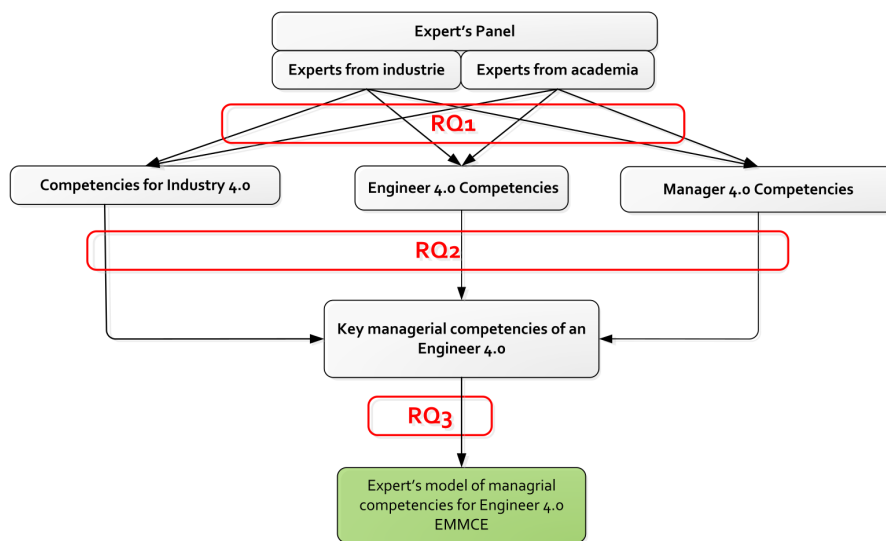 Expert's Panel
Experts from industrie
Experts from academia
RQ1
Competencies for Industry 4.0
Engineer 4.0 Competencies
Manager 4.0 Competencies
RQ2
Key managerial competencies of an
Engineer 4.0
RQ3
Expert's model of managrial
competencies for Engineer 4.0
EMMCE